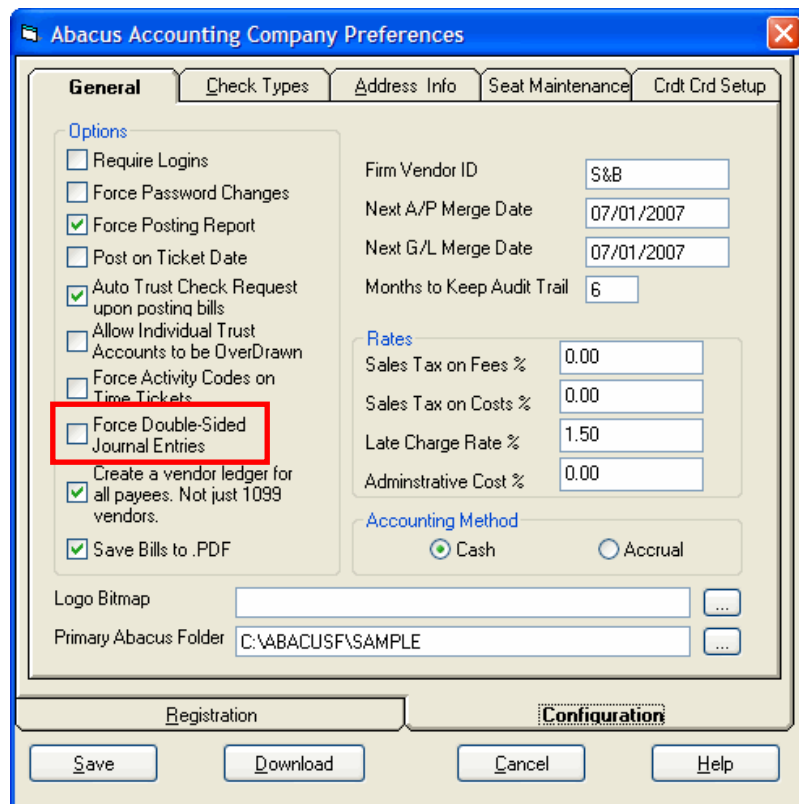 Abacus Accounting Company Preferences
General Check Types Address Info Seat Maintenance Crdt Crd Setup
Options
Require Logins
Force Password Changes
Force Posting Report
Post on Ticket Date
Auto Trust Check Request
upon posting bills
Allow Individual Trust
Accounts to be OverDrawn
Force Activity Codes on
Time Tickets
Force Double-Sided
Journal Entries
Create a vendor ledger for
all payees. Not just 1099
vendors.
Save Bills to .PDF
Firm Vendor ID S&B
Next A/P Merge Date 07/01/2007
Next G/L Merge Date 07/01/2007
Months to Keep Audit Trail 6
Rates
Sales Tax on Fees % 0.00
Sales Tax on Costs % 0.00
Late Charge Rate % 1.50
Adminstrative Cost % 0.00
Accounting Method
Cash Accrual
Logo Bitmap ...
Primary Abacus Folder C:\ABACUSF\SAMPLE ...
Registration Configuration
Save Download Cancel Help